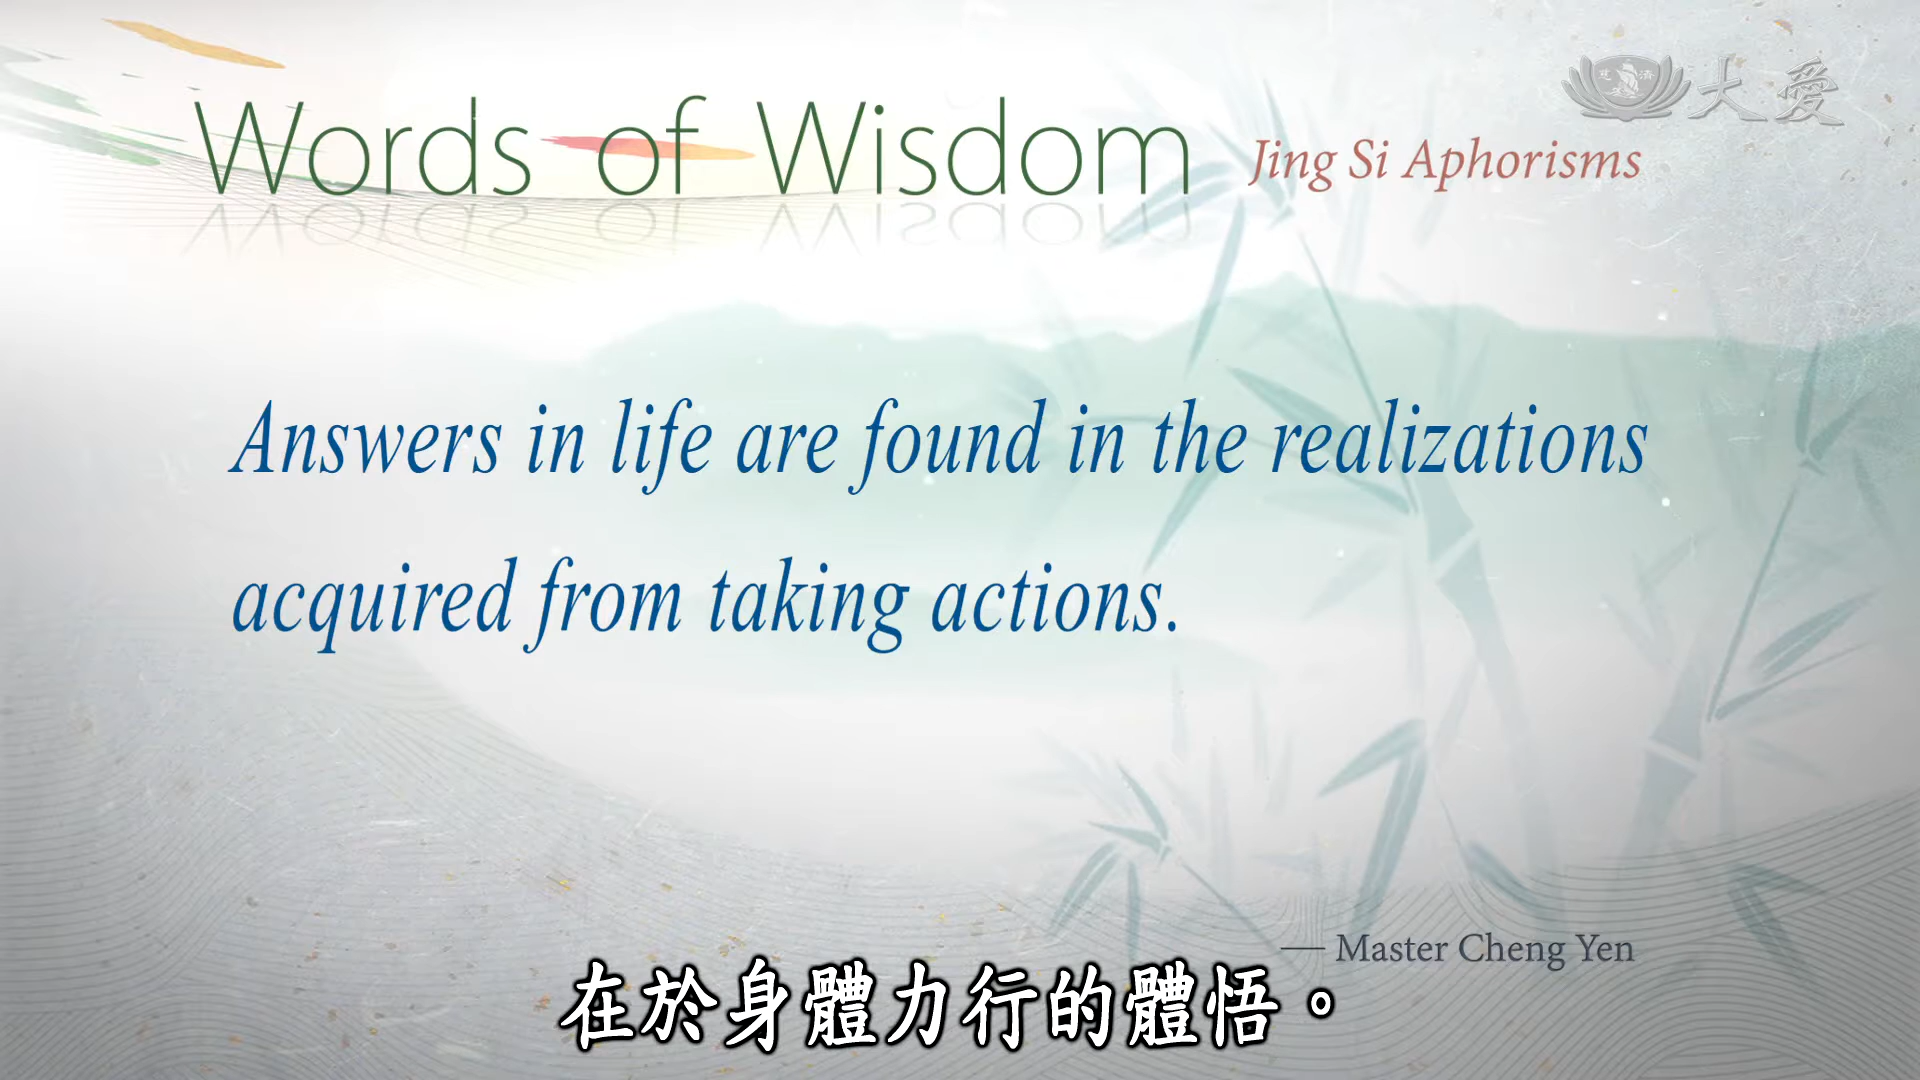 大愛
Words of Wisdom
Jing Si Aphorisms
Answers in life are found in the realizations
acquired from taking actions.
— Master Cheng Yen
在於身體力行的體悟。